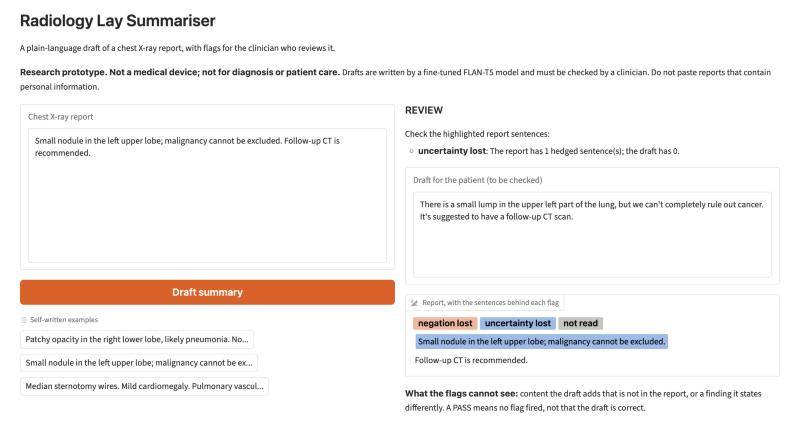 Radiology Lay Summariser
A plain-language draft of a chest X-ray report, with flags for the clinician who reviews it.
Research prototype. Not a medical device; not for diagnosis or patient care. Drafts are written by a fine-tuned FLAN-T5 model and must be checked by a clinician. Do not paste reports that contain
personal information.
Chest X-ray report
Small nodule in the left upper lobe; malignancy cannot be excluded. Follow-up CT is
recommended.
Draft summary
Self-written examples
Patchy opacity in the right lower lobe, likely pneumonia. No...
Small nodule in the left upper lobe; malignancy cannot be ex...
Median sternotomy wires. Mild cardiomegaly. Pulmonary vascul...
REVIEW
Check the highlighted report sentences:
uncertainty lost: The report has 1 hedged sentence(s); the draft has 0.
Draft for the patient (to be checked)
There is a small lump in the upper left part of the lung, but we can't completely rule out cancer.
It's suggested to have a follow-up CT scan.
Report, with the sentences behind each flag
negation lost uncertainty lost not read
Small nodule in the left upper lobe; malignancy cannot be excluded.
Follow-up CT is recommended.
What the flags cannot see: content the draft adds that is not in the report, or a finding it states
differently. A PASS means no flag fired, not that the draft is correct.